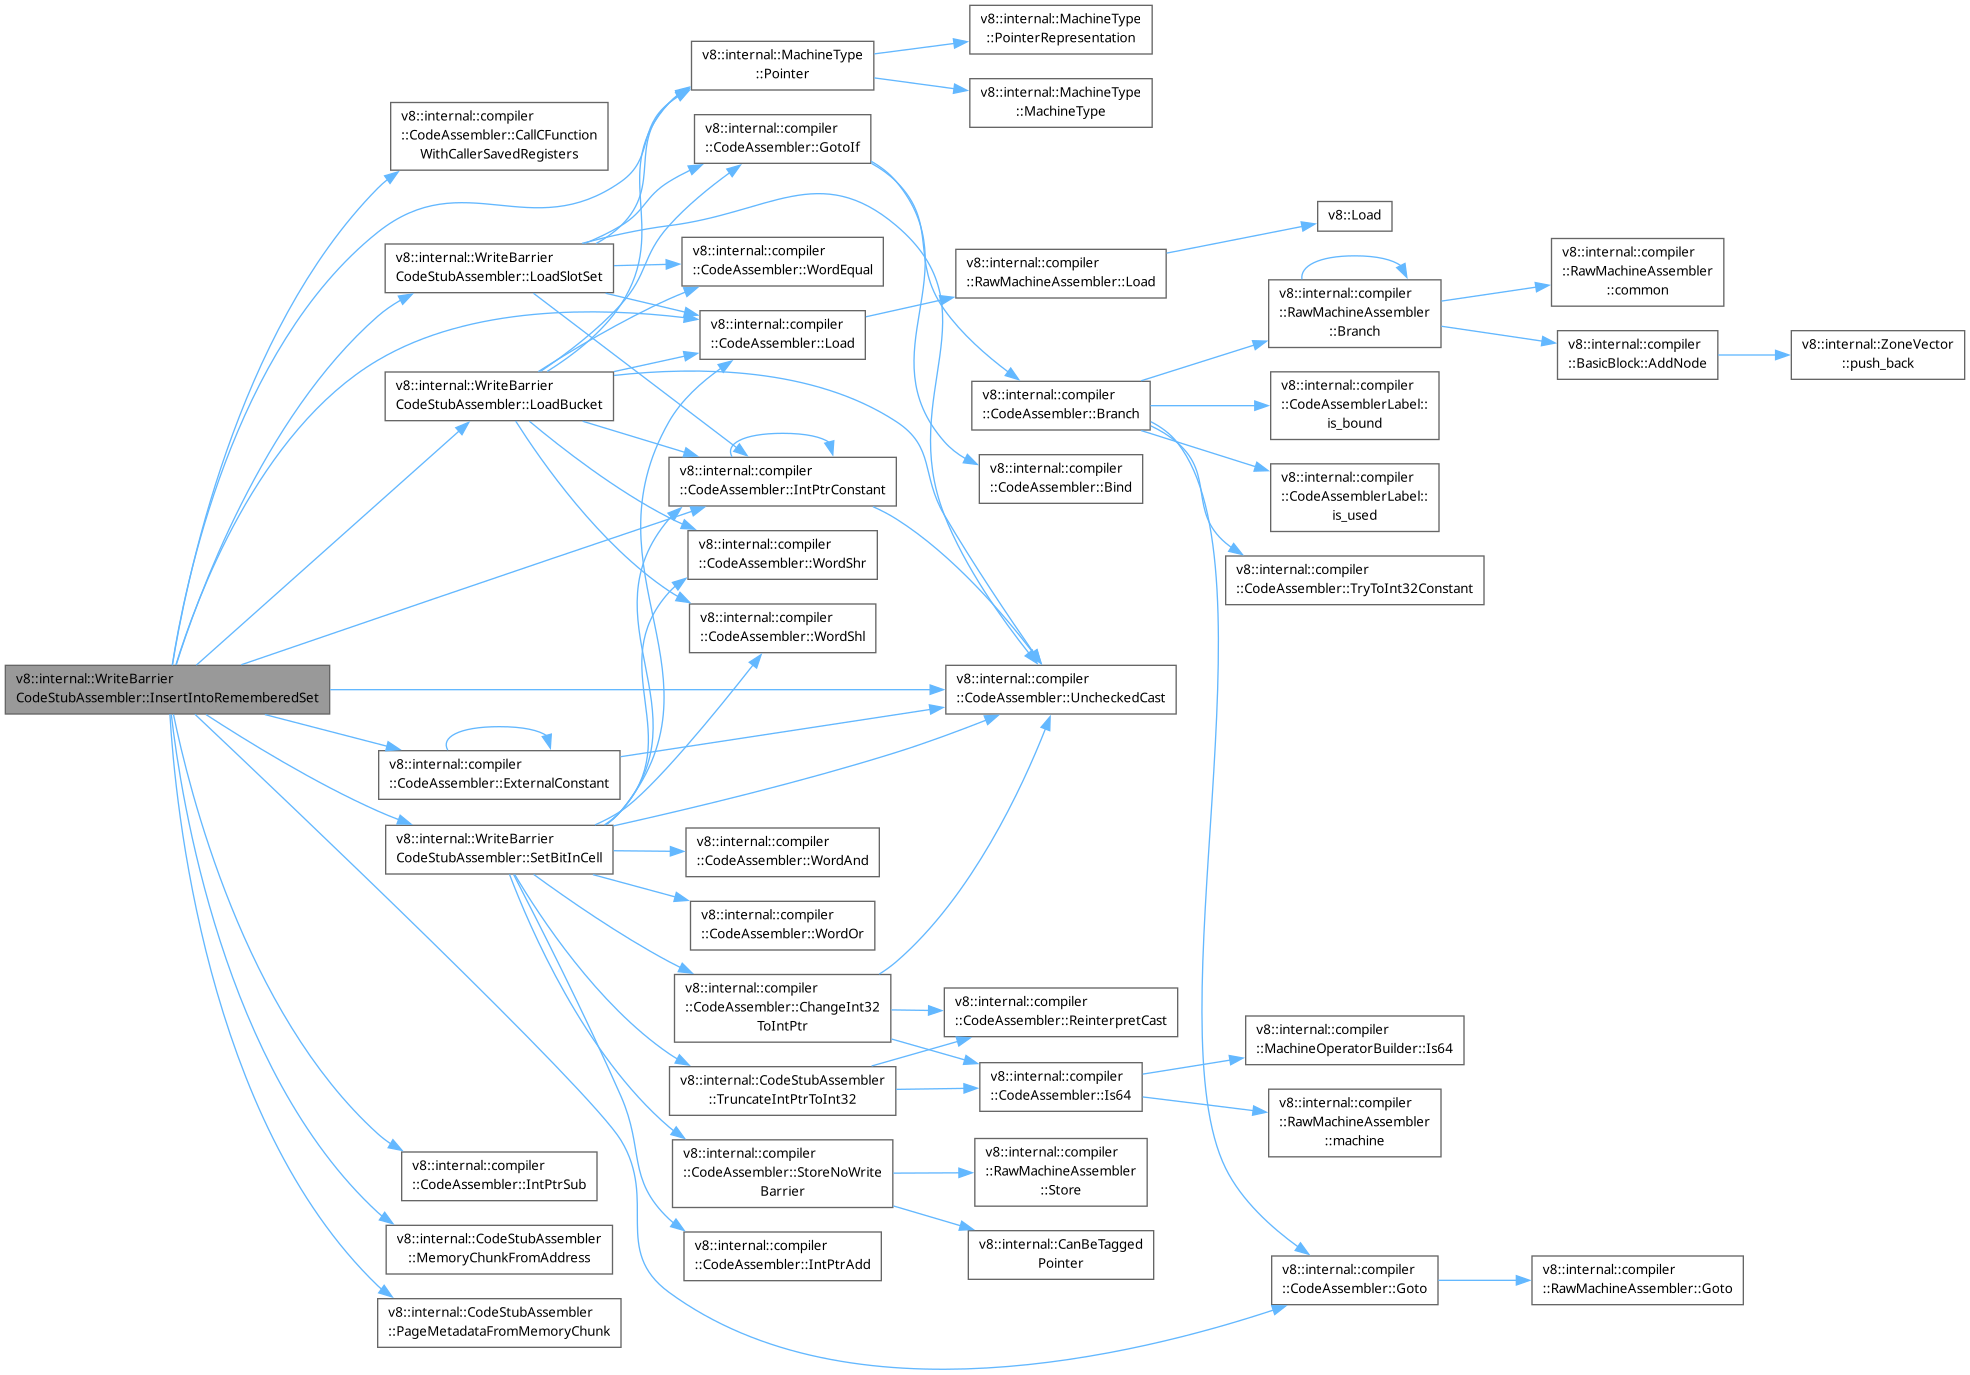 v8::internal::WriteBarrier
CodeStubAssembler::InsertIntoRememberedSet
v8::internal::compiler
::CodeAssembler::CallCFunction
WithCallerSavedRegisters
v8::internal::WriteBarrier
CodeStubAssembler::LoadSlotSet
v8::internal::WriteBarrier
CodeStubAssembler::LoadBucket
v8::internal::compiler
::CodeAssembler::ExternalConstant
v8::internal::WriteBarrier
CodeStubAssembler::SetBitInCell
v8::internal::compiler
::CodeAssembler::IntPtrSub
v8::internal::CodeStubAssembler
::MemoryChunkFromAddress
v8::internal::CodeStubAssembler
::PageMetadataFromMemoryChunk
v8::internal::MachineType
::Pointer
v8::internal::compiler
::CodeAssembler::GotoIf
v8::internal::compiler
::CodeAssembler::WordEqual
v8::internal::compiler
::CodeAssembler::Load
v8::internal::compiler
::CodeAssembler::IntPtrConstant
v8::internal::compiler
::CodeAssembler::WordShr
v8::internal::compiler
::CodeAssembler::WordShl
v8::internal::compiler
::CodeAssembler::WordAnd
v8::internal::compiler
::CodeAssembler::WordOr
v8::internal::compiler
::CodeAssembler::ChangeInt32
ToIntPtr
v8::internal::CodeStubAssembler
::TruncateIntPtrToInt32
v8::internal::compiler
::CodeAssembler::StoreNoWrite
Barrier
v8::internal::compiler
::CodeAssembler::IntPtrAdd
v8::internal::MachineType
::PointerRepresentation
v8::internal::MachineType
::MachineType
v8::internal::compiler
::RawMachineAssembler::Load
v8::internal::compiler
::CodeAssembler::Branch
v8::internal::compiler
::CodeAssembler::Bind
v8::internal::compiler
::CodeAssembler::UncheckedCast
v8::internal::compiler
::CodeAssembler::ReinterpretCast
v8::internal::compiler
::CodeAssembler::Is64
v8::internal::compiler
::RawMachineAssembler
::Store
v8::internal::CanBeTagged
Pointer
v8::Load
v8::internal::compiler
::RawMachineAssembler
::Branch
v8::internal::compiler
::CodeAssemblerLabel::
is_bound
v8::internal::compiler
::CodeAssemblerLabel::
is_used
v8::internal::compiler
::CodeAssembler::TryToInt32Constant
v8::internal::compiler
::MachineOperatorBuilder::Is64
v8::internal::compiler
::RawMachineAssembler
::machine
v8::internal::compiler
::CodeAssembler::Goto
v8::internal::compiler
::RawMachineAssembler
::common
v8::internal::compiler
::BasicBlock::AddNode
v8::internal::compiler
::RawMachineAssembler::Goto
v8::internal::ZoneVector
::push_back